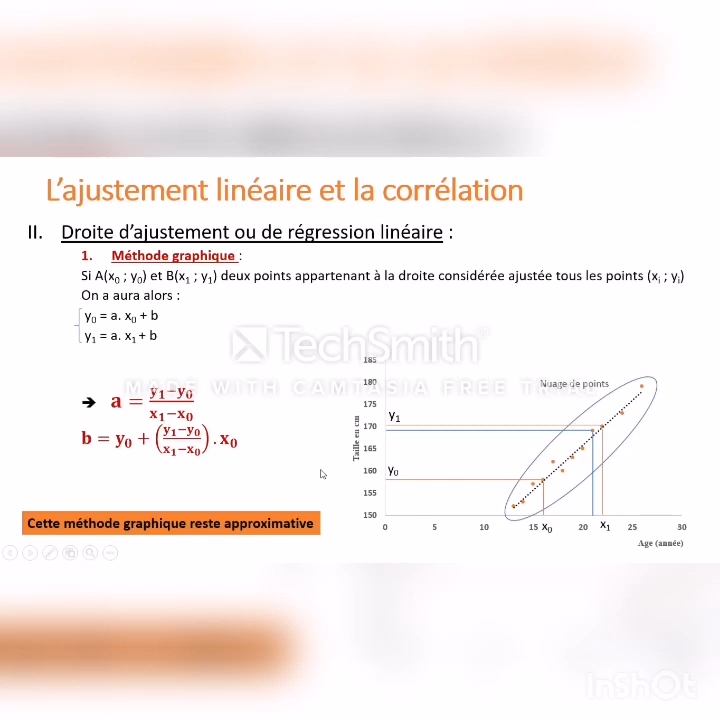 L'ajustement linéaire et la corrélation
II. Droite d'ajustement ou de régression linéaire :
1. Méthode graphique :
Si A(x₀ ; y₀) et B(x₁ ; y₁) deux points appartenant à la droite considérée ajustée tous les points (xᵢ ; yᵢ)
On a aura alors :
y₀ = a. x₀ + b
y₁ = a. x₁ + b
TechSmith
MADE WITH CAMTASIA FREE TRIAL
➔ a = (y₁−y₀)/(x₁−x₀)
b = y₀ + ((y₁−y₀)/(x₁−x₀)).x₀
Cette méthode graphique reste approximative
Nuage de points
Taille en cm
185
180
175
170
165
160
155
150
y₁
y₀
0 5 10 15 20 25 30
x₀ x₁
Age (année)
InShOt